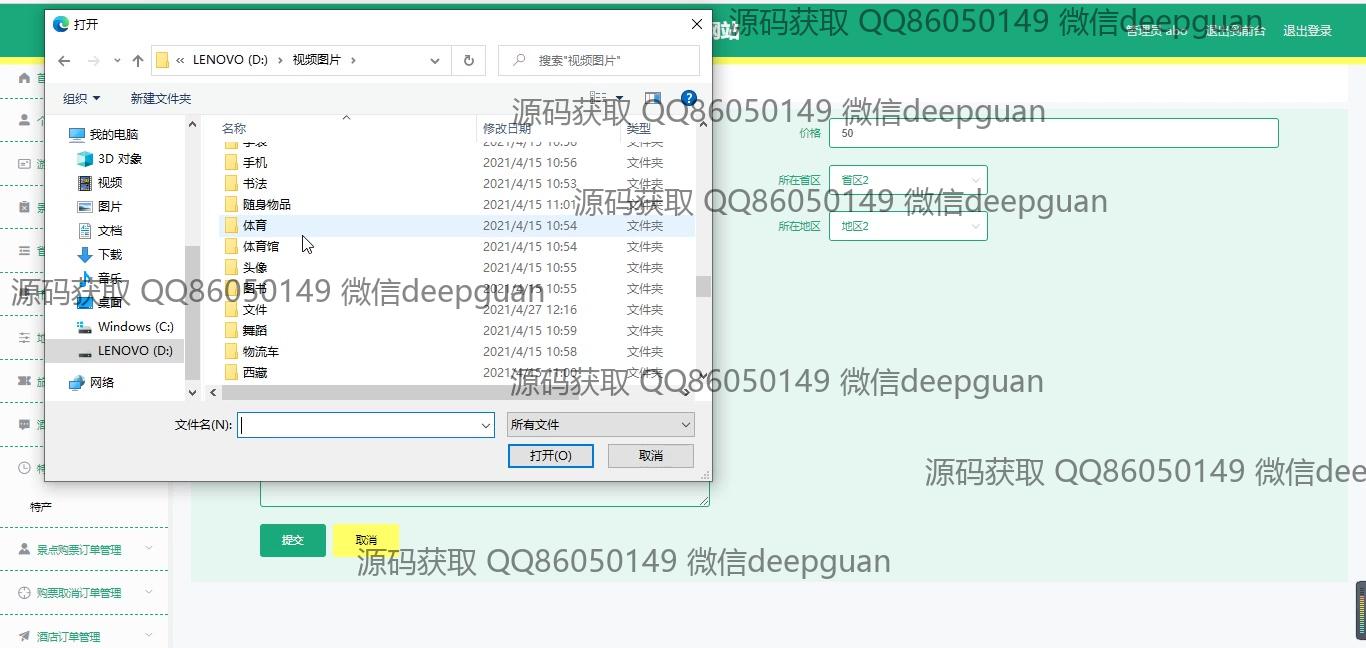 打开
网站
源码获取 QQ86050149 微信deepguan
管理员 abo 退出到前台 退出登录
« LENOVO (D:) › 视频图片 ›
搜索"视频图片"
组织 新建文件夹
源码获取 QQ86050149 微信deepguan
名称 修改日期 类型
价格 50
我的电脑
3D 对象
视频
图片
文档
下载
音乐
桌面
Windows (C:)
LENOVO (D:)
网络
手机 2021/4/15 10:56 文件夹
书法 2021/4/15 10:53 文件夹
随身物品 2021/4/15 11:01 文件夹
体育 2021/4/15 10:54 文件夹
体育馆 2021/4/15 10:54 文件夹
头像 2021/4/15 10:55 文件夹
图书 2021/4/15 10:55 文件夹
文件 2021/4/27 12:16 文件夹
舞蹈 2021/4/15 10:59 文件夹
物流车 2021/4/15 10:58 文件夹
西藏 2021/4/15 11:00 文件夹
所在省区 省区2
源码获取 QQ86050149 微信deepguan
所在地区 地区2
源码获取 QQ86050149 微信deepguan
源码获取 QQ86050149 微信deepguan
文件名(N): 所有文件
打开(O) 取消
源码获取 QQ86050149 微信dee
特产
提交 取消
源码获取 QQ86050149 微信deepguan
景点购票订单管理
购票取消订单管理
酒店订单管理